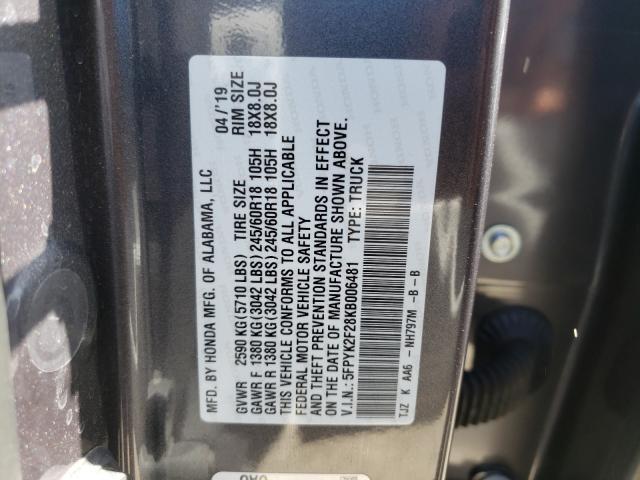 MFD. BY HONDA MFG. OF ALABAMA, LLC 04/'19
GVWR 2590 KG(5710 LBS) TIRE SIZE RIM SIZE
GAWR F 1380 KG(3042 LBS)245/60R18 105H 18X8.0J
GAWR R 1380 KG(3042 LBS)245/60R18 105H 18X8.0J
THIS VEHICLE CONFORMS TO ALL APPLICABLE
FEDERAL MOTOR VEHICLE SAFETY
AND THEFT PREVENTION STANDARDS IN EFFECT
ON THE DATE OF MANUFACTURE SHOWN ABOVE.
V.I.N.: 5FPYK2F28KB006481 TYPE: TRUCK
TJZ K AA6 -NH797M -B -B